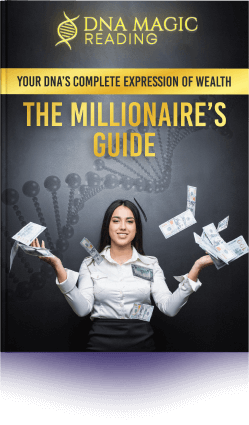 DNA MAGIC
READING
YOUR DNA'S COMPLETE EXPRESSION OF WEALTH
THE MILLIONAIRE'S
GUIDE